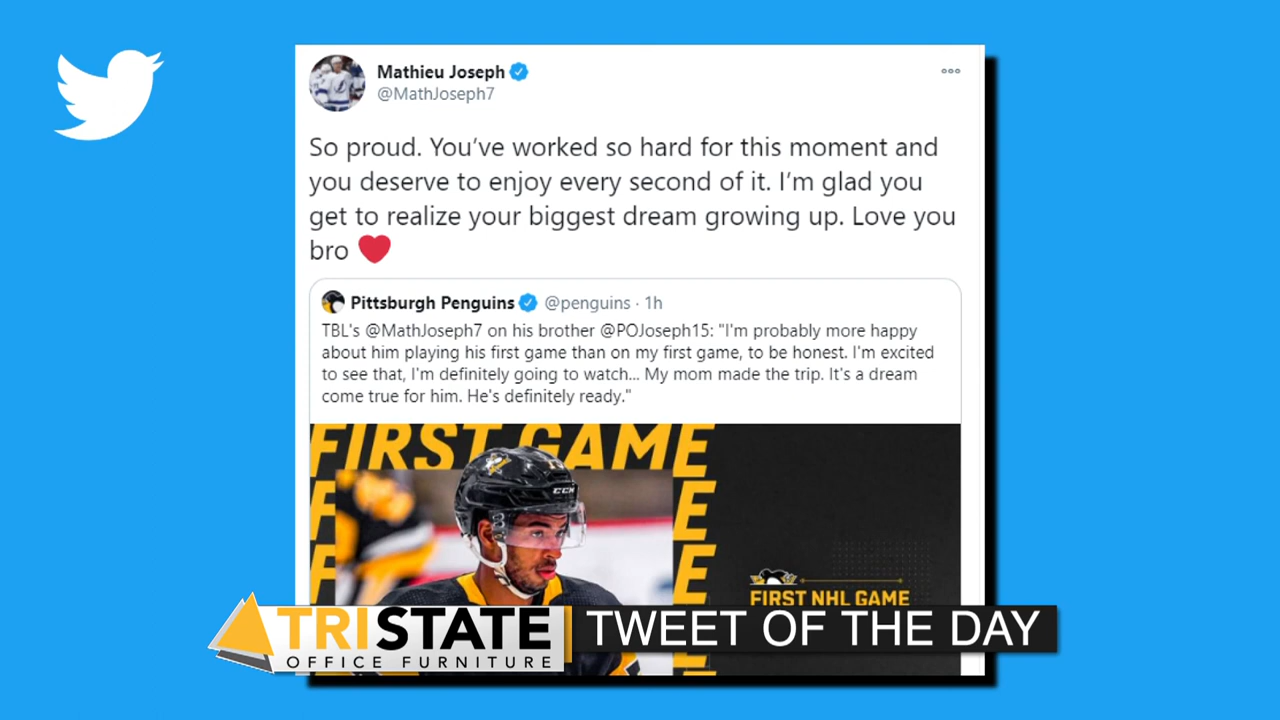 Mathieu Joseph
@MathJoseph7
So proud. You’ve worked so hard for this moment and
you deserve to enjoy every second of it. I’m glad you
get to realize your biggest dream growing up. Love you
bro ❤
Pittsburgh Penguins @penguins · 1h
TBL's @MathJoseph7 on his brother @POJoseph15: "I'm probably more happy
about him playing his first game than on my first game, to be honest. I'm excited
to see that, I'm definitely going to watch... My mom made the trip. It's a dream
come true for him. He's definitely ready."
FIRST GAME
CCM
FIRST NHL GAME
TRISTATE
OFFICE FURNITURE
TWEET OF THE DAY